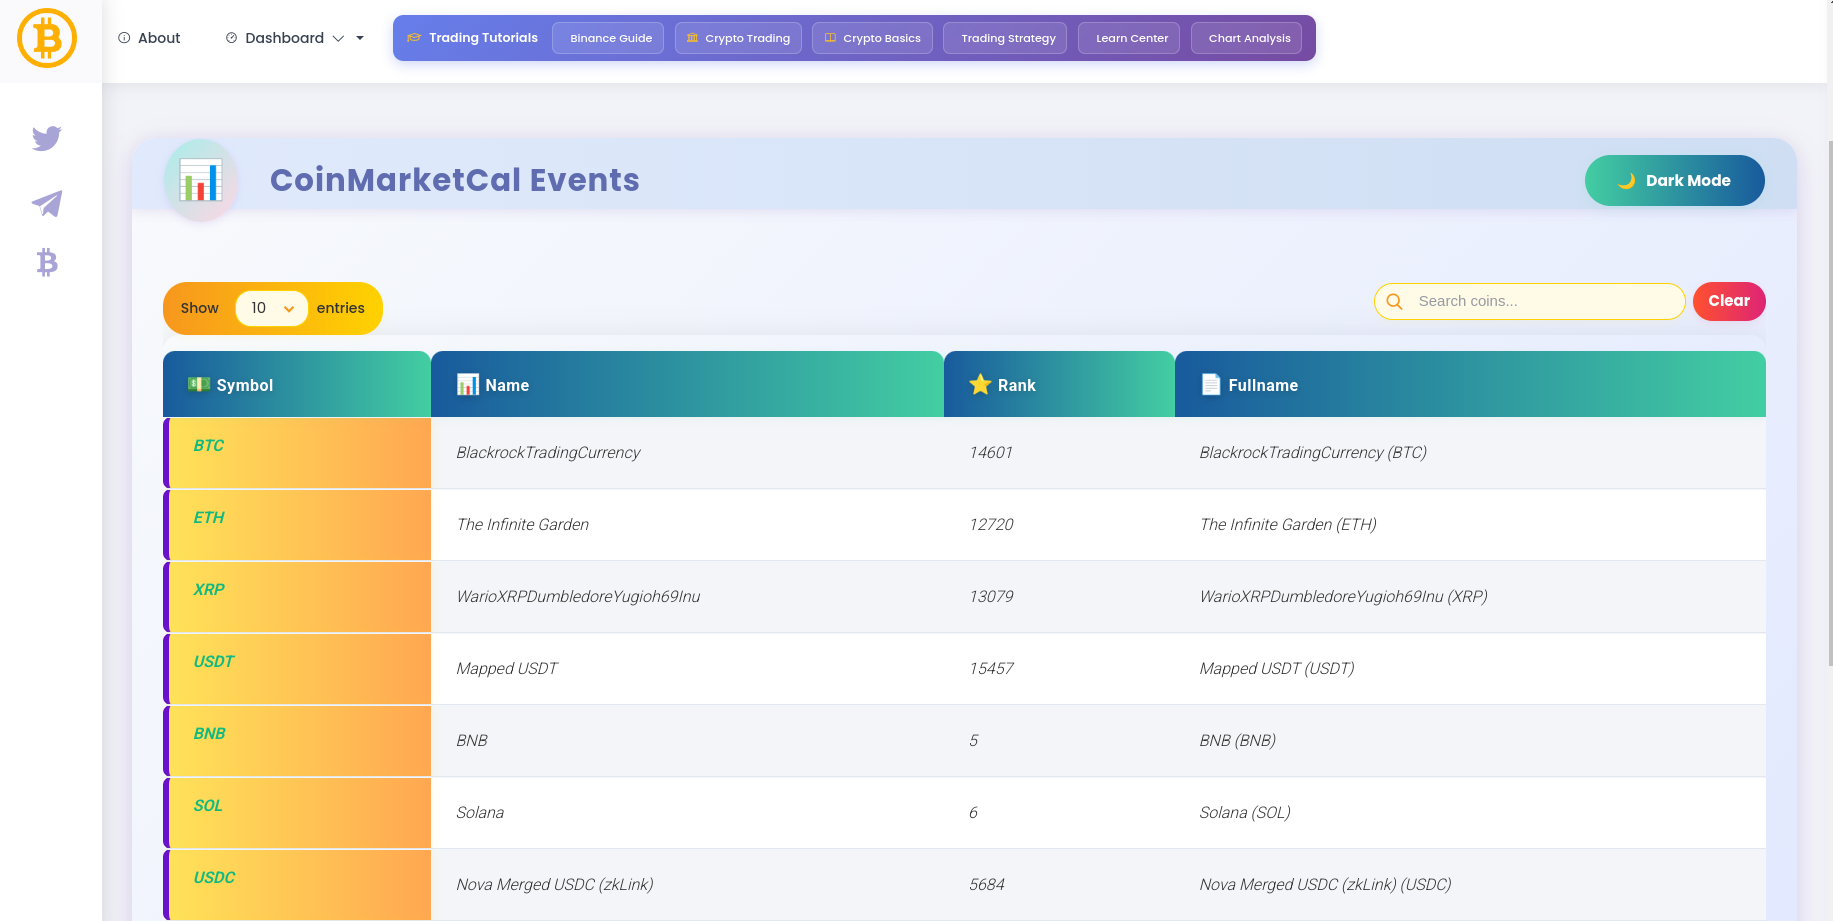 About
Dashboard
Trading Tutorials
Binance Guide
Crypto Trading
Crypto Basics
Trading Strategy
Learn Center
Chart Analysis
CoinMarketCal Events
Dark Mode
Show 10 entries
Search coins...
Clear
Symbol Name Rank Fullname
BTC BlackrockTradingCurrency 14601 BlackrockTradingCurrency (BTC)
ETH The Infinite Garden 12720 The Infinite Garden (ETH)
XRP WarioXRPDumbledoreYugioh69Inu 13079 WarioXRPDumbledoreYugioh69Inu (XRP)
USDT Mapped USDT 15457 Mapped USDT (USDT)
BNB BNB 5 BNB (BNB)
SOL Solana 6 Solana (SOL)
USDC Nova Merged USDC (zkLink) 5684 Nova Merged USDC (zkLink) (USDC)